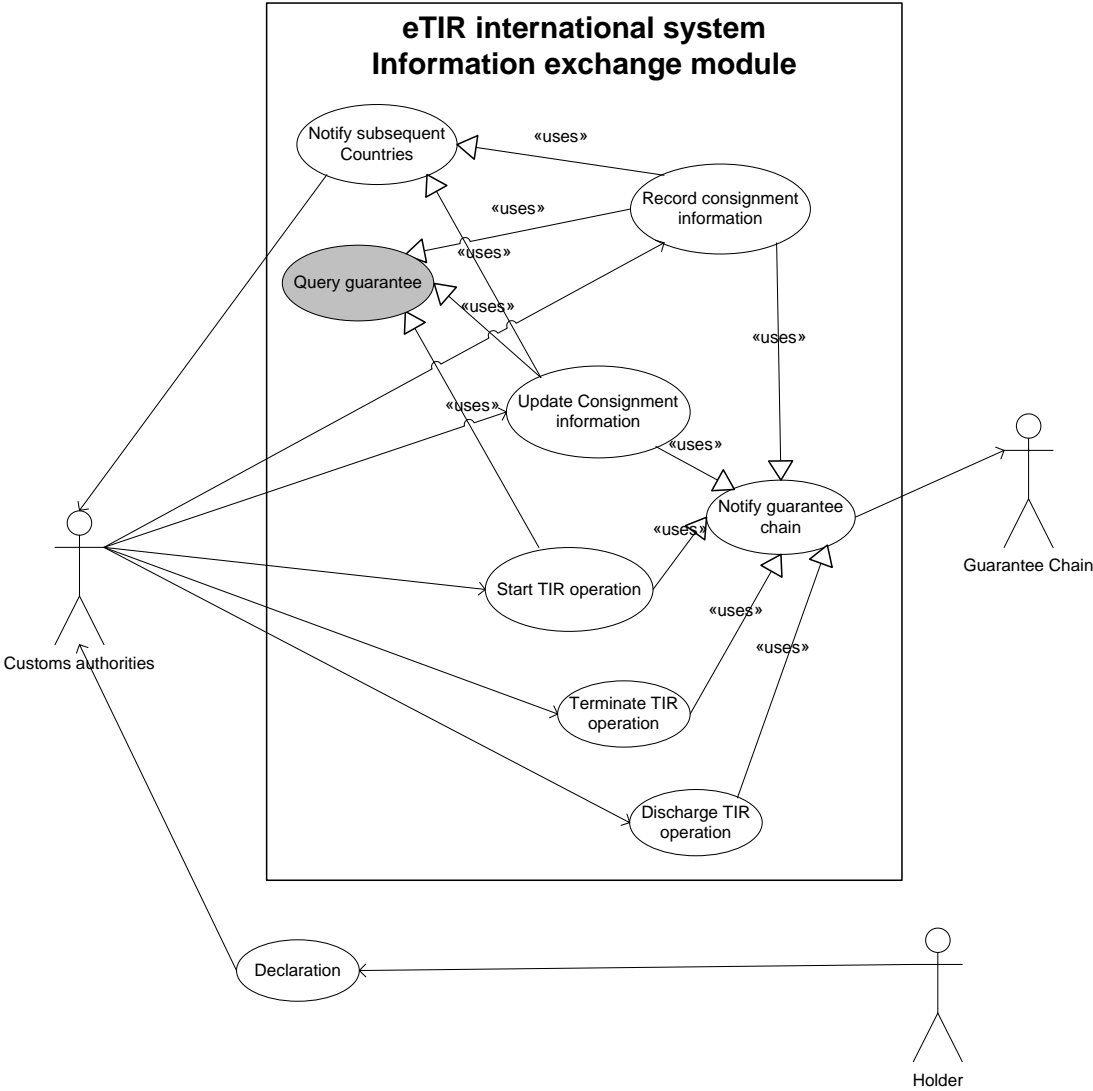 eTIR international system
Information exchange module
Notify subsequent
Countries
«uses»
Record consignment
information
«uses»
«uses»
Query guarantee
«uses»
«uses»
Update Consignment
information
«uses»
«uses»
Notify guarantee
chain
«uses»
Guarantee Chain
Start TIR operation
«uses»
«uses»
Customs authorities
Terminate TIR
operation
Discharge TIR
operation
Declaration
Holder